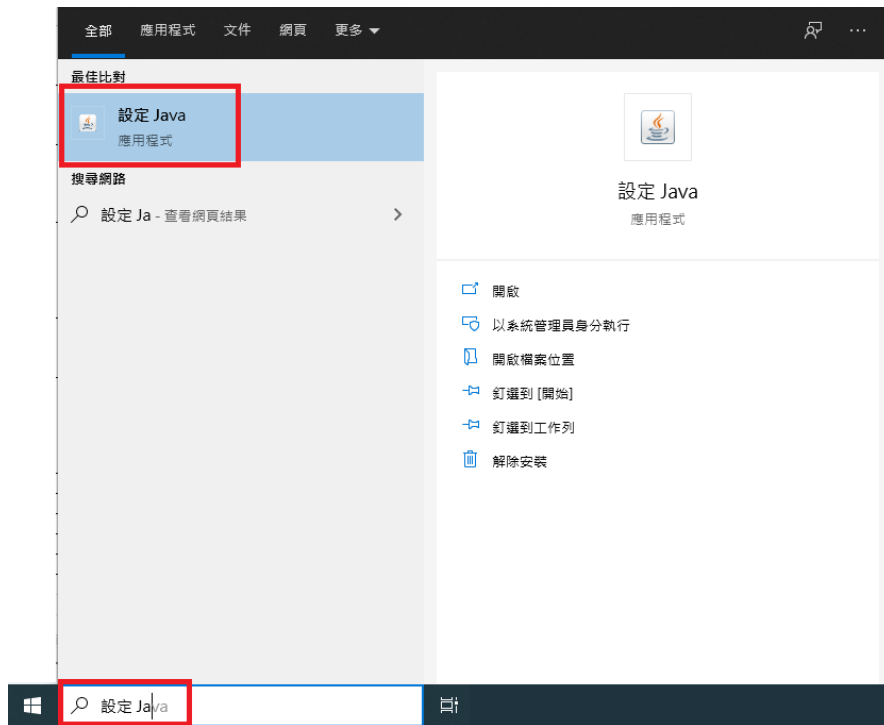 全部 應用程式 文件 網頁 更多
最佳比對
設定 Java
應用程式
搜尋網路
設定 Ja - 查看網頁結果
設定 Java
應用程式
開啟
以系統管理員身分執行
開啟檔案位置
釘選到 [開始]
釘選到工作列
解除安裝
設定 Java